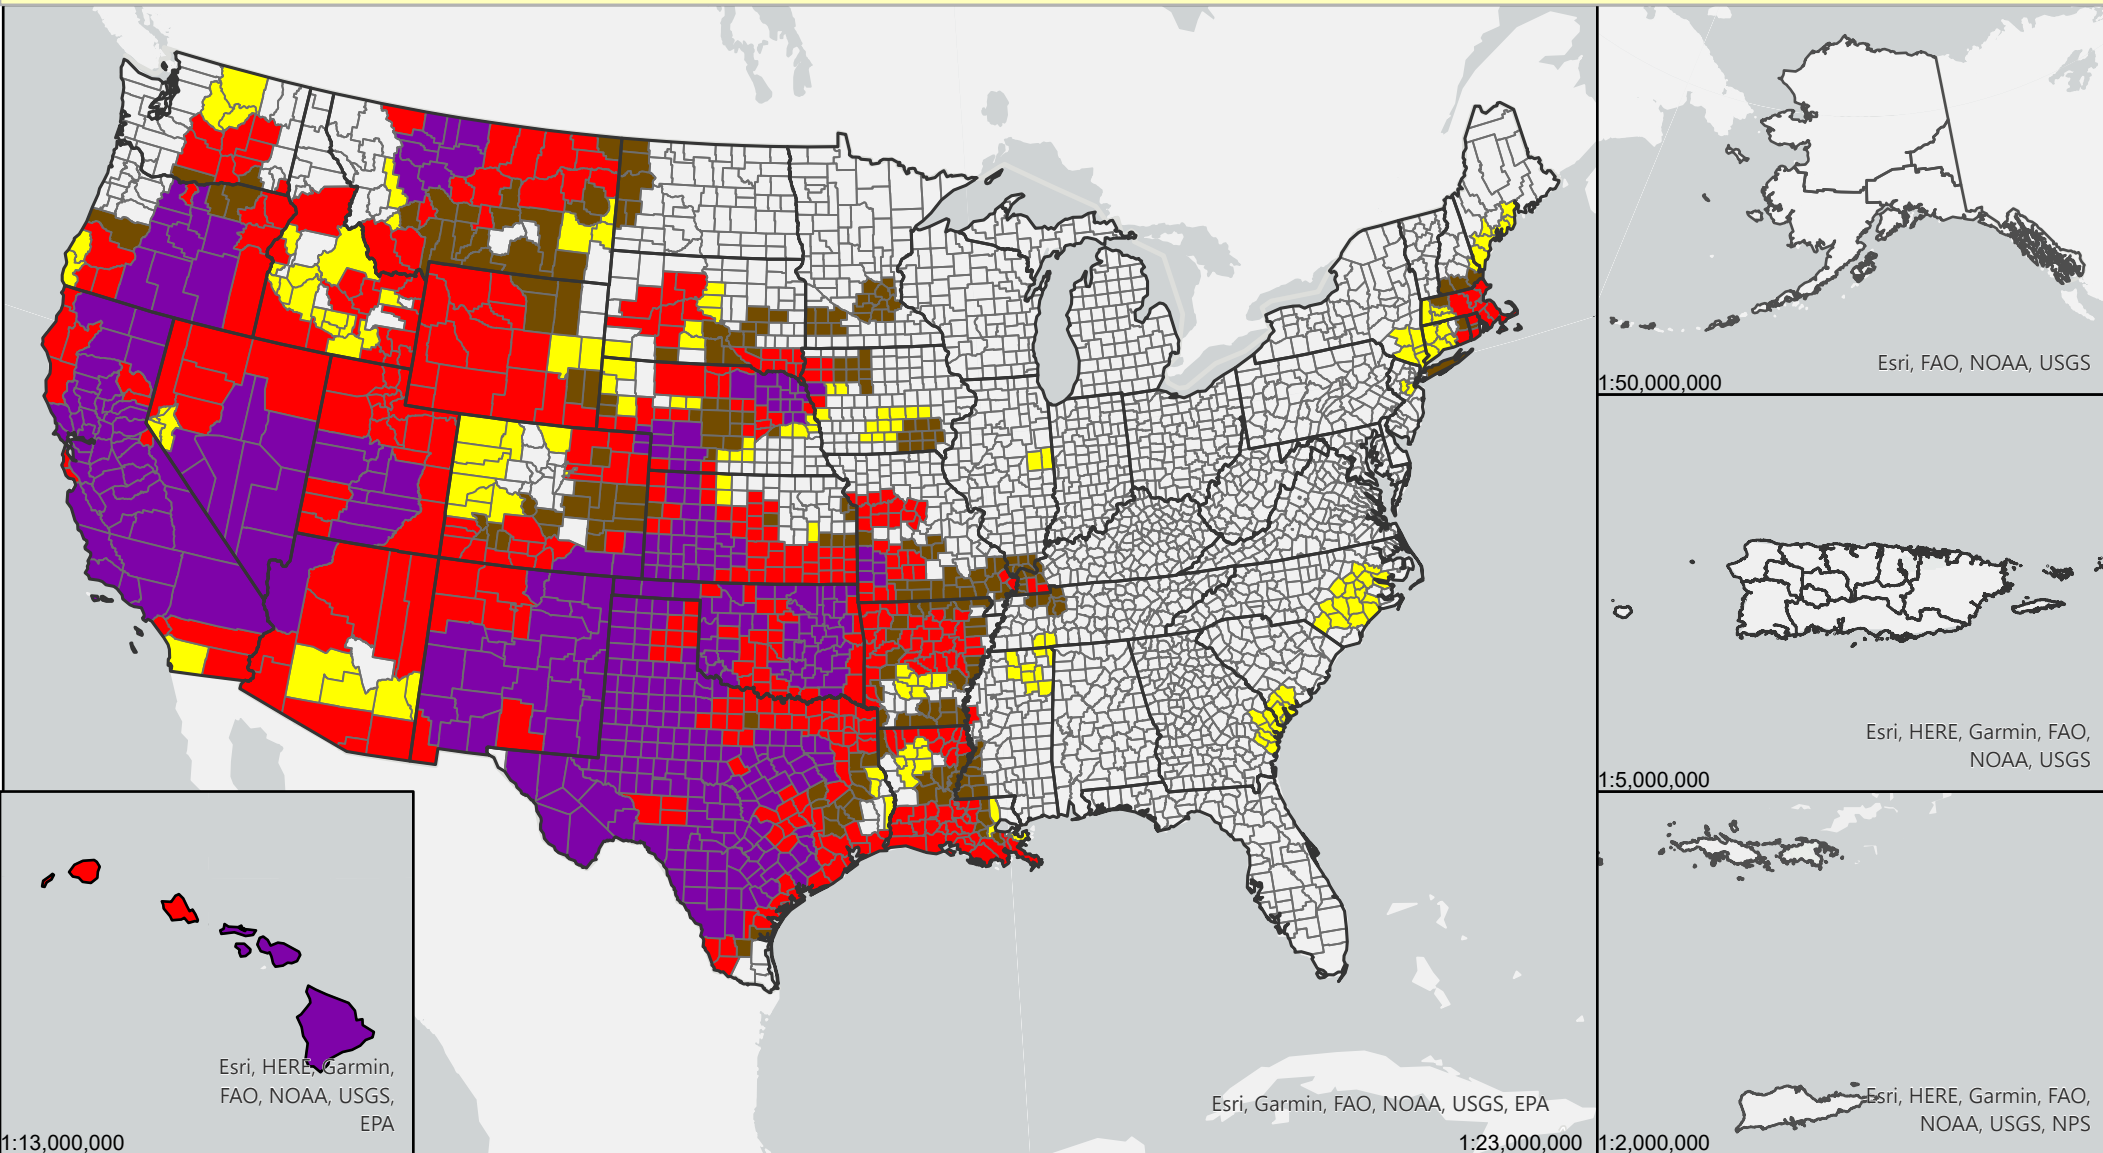 Esri, FAO, NOAA, USGS
1:50,000,000
Esri, HERE, Garmin, FAO,
NOAA, USGS
1:5,000,000
Esri, HERE, Garmin,
FAO, NOAA, USGS,
EPA
1:13,000,000
Esri, Garmin, FAO, NOAA, USGS, EPA
1:23,000,000
Esri, HERE, Garmin, FAO,
NOAA, USGS, NPS
1:2,000,000